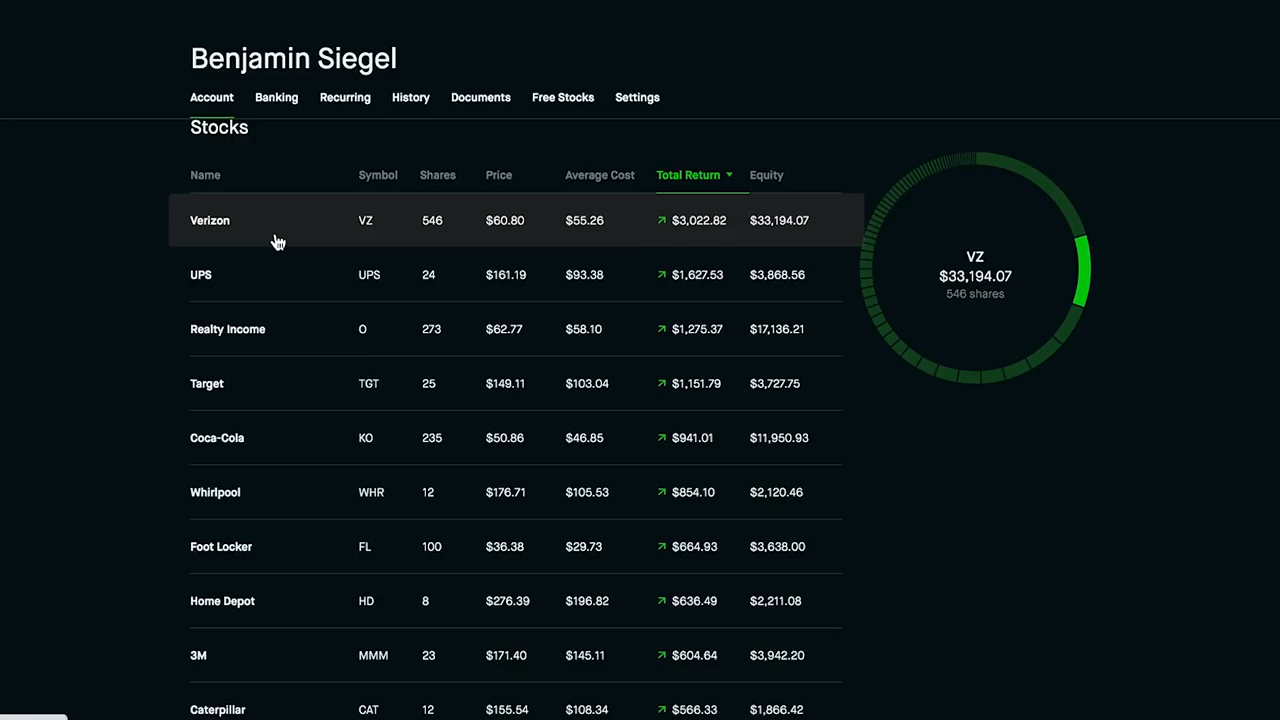 Benjamin Siegel
Account Banking Recurring History Documents Free Stocks Settings
Stocks
Name Symbol Shares Price Average Cost Total Return Equity
Verizon VZ 546 $60.80 $55.26 $3,022.82 $33,194.07
UPS UPS 24 $161.19 $93.38 $1,627.53 $3,868.56
Realty Income O 273 $62.77 $58.10 $1,275.37 $17,136.21
Target TGT 25 $149.11 $103.04 $1,151.79 $3,727.75
Coca-Cola KO 235 $50.86 $46.85 $941.01 $11,950.93
Whirlpool WHR 12 $176.71 $105.53 $854.10 $2,120.46
Foot Locker FL 100 $36.38 $29.73 $664.93 $3,638.00
Home Depot HD 8 $276.39 $196.82 $636.49 $2,211.08
3M MMM 23 $171.40 $145.11 $604.64 $3,942.20
Caterpillar CAT 12 $155.54 $108.34 $566.33 $1,866.42
VZ
$33,194.07
546 shares